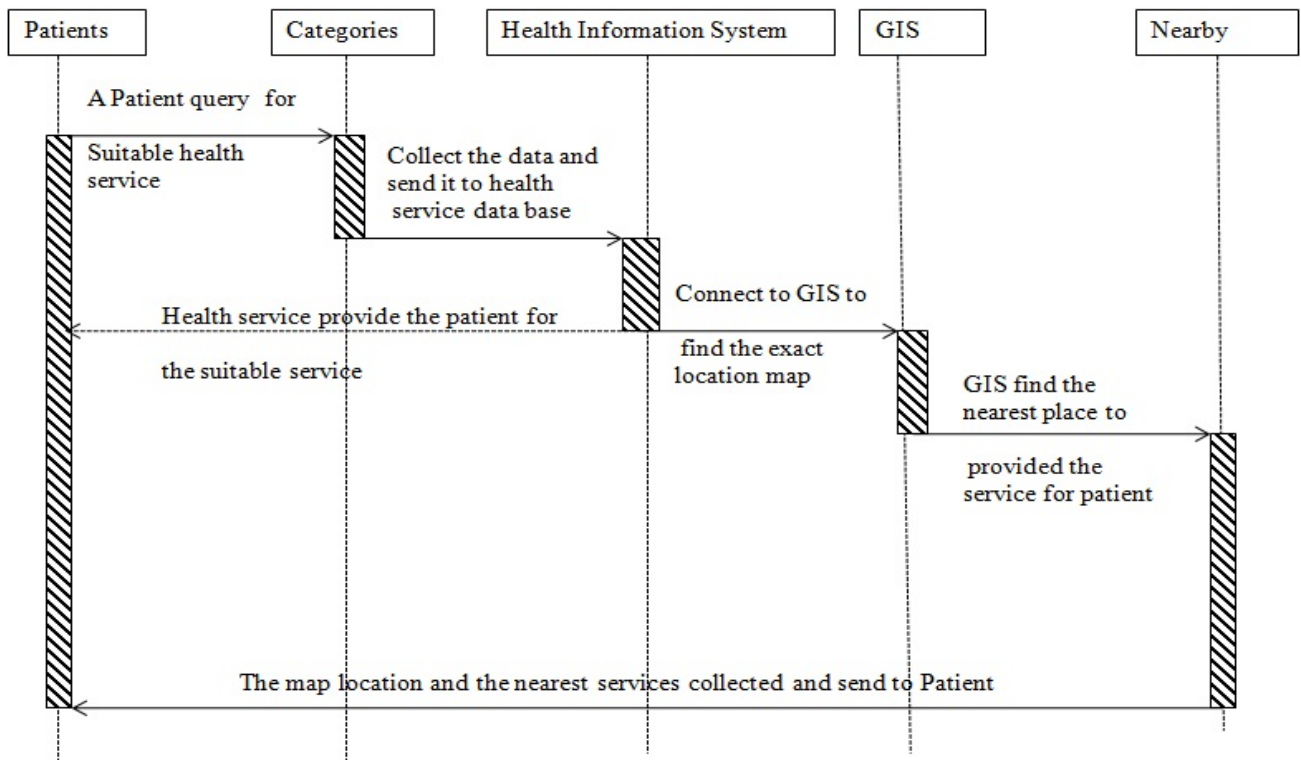 Patients
Categories
Health Information System
GIS
Nearby
A Patient query for
Suitable health
service
Collect the data and
send it to health
service data base
Connect to GIS to
find the exact
location map
Health service provide the patient for
the suitable service
GIS find the
nearest place to
provided the
service for patient
The map location and the nearest services collected and send to Patient